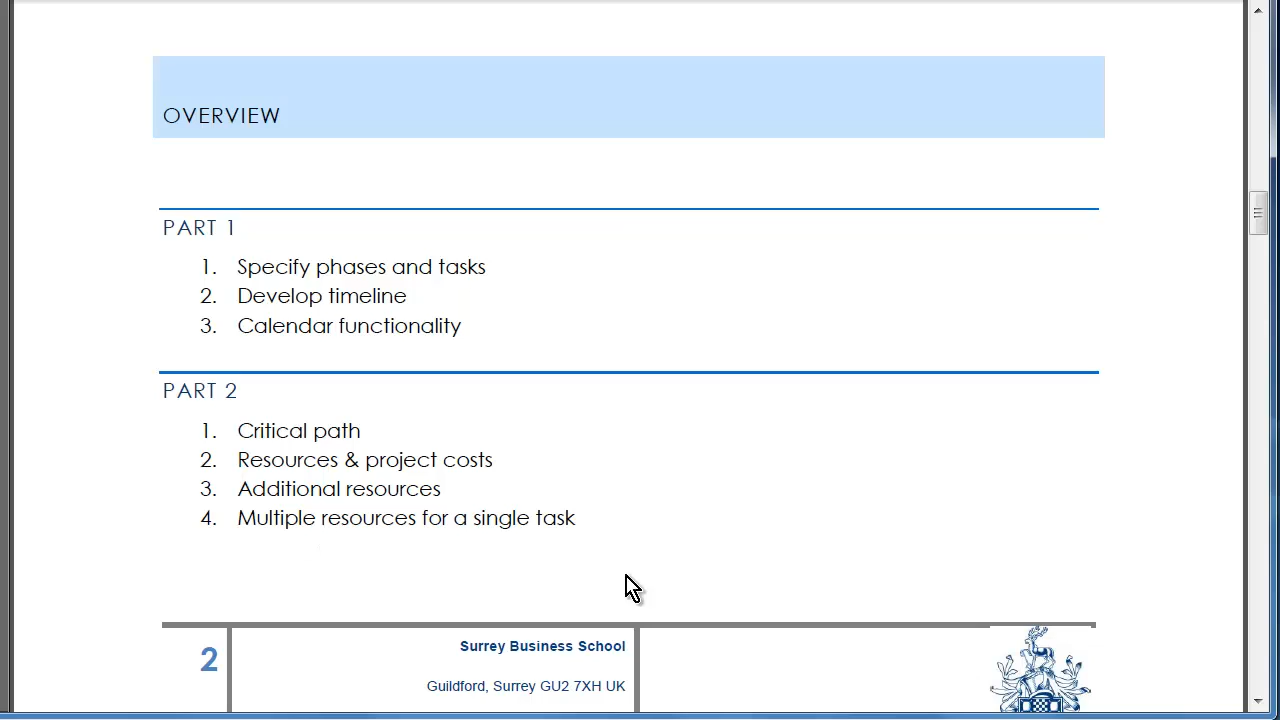 OVERVIEW
PART 1
1. Specify phases and tasks
2. Develop timeline
3. Calendar functionality
PART 2
1. Critical path
2. Resources & project costs
3. Additional resources
4. Multiple resources for a single task
2
Surrey Business School
Guildford, Surrey GU2 7XH UK